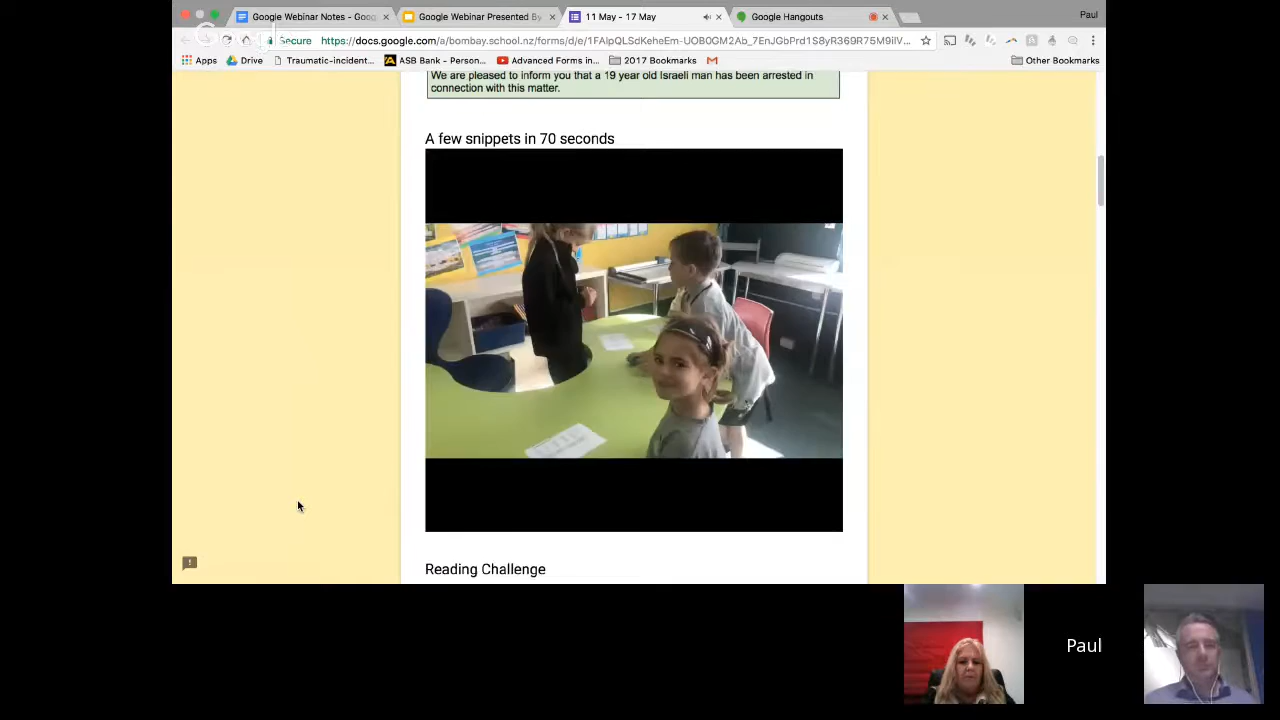 Google Webinar Notes - Goog
Google Webinar Presented By
11 May - 17 May
Google Hangouts
Paul
Secure
https://docs.google.com/a/bombay.school.nz/forms/d/e/
Apps
Drive
Traumatic-incident...
ASB Bank - Person...
Advanced Forms in...
2017 Bookmarks
Other Bookmarks
We are pleased to inform you that a 19 year old Israeli man has been arrested in
connection with this matter.
A few snippets in 70 seconds
Reading Challenge
Paul